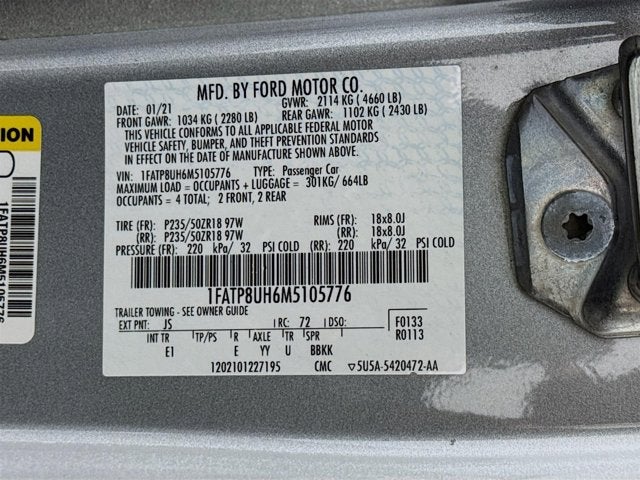 MFD. BY FORD MOTOR CO.
DATE: 01/21 GVWR: 2114 KG (4660 LB)
FRONT GAWR: 1034 KG (2280 LB) REAR GAWR: 1102 KG (2430 LB)
THIS VEHICLE CONFORMS TO ALL APPLICABLE FEDERAL MOTOR
VEHICLE SAFETY, BUMPER, AND THEFT PREVENTION STANDARDS
IN EFFECT ON THE DATE OF MANUFACTURE SHOWN ABOVE.
VIN: 1FATP8UH6M5105776 TYPE: Passenger Car
MAXIMUM LOAD = OCCUPANTS + LUGGAGE = 301KG/ 664LB
OCCUPANTS = 4 TOTAL; 2 FRONT, 2 REAR
TIRE (FR): P235/50ZR18 97W RIMS (FR): 18x8.0J
(RR): P235/50ZR18 97W (RR): 18x8.0J
PRESSURE (FR): 220 kPa/ 32 PSI COLD (RR): 220 kPa/ 32 PSI COLD
1FATP8UH6M5105776
TRAILER TOWING - SEE OWNER GUIDE
EXT PNT: JS RC: 72 DSO: F0133
INT TR TP/PS R AXLE TR SPR R0113
E1 E YY U BBKK
1202101227195 CMC ▽5U5A-5420472-AA
ION
1FATP8UH6M5105776